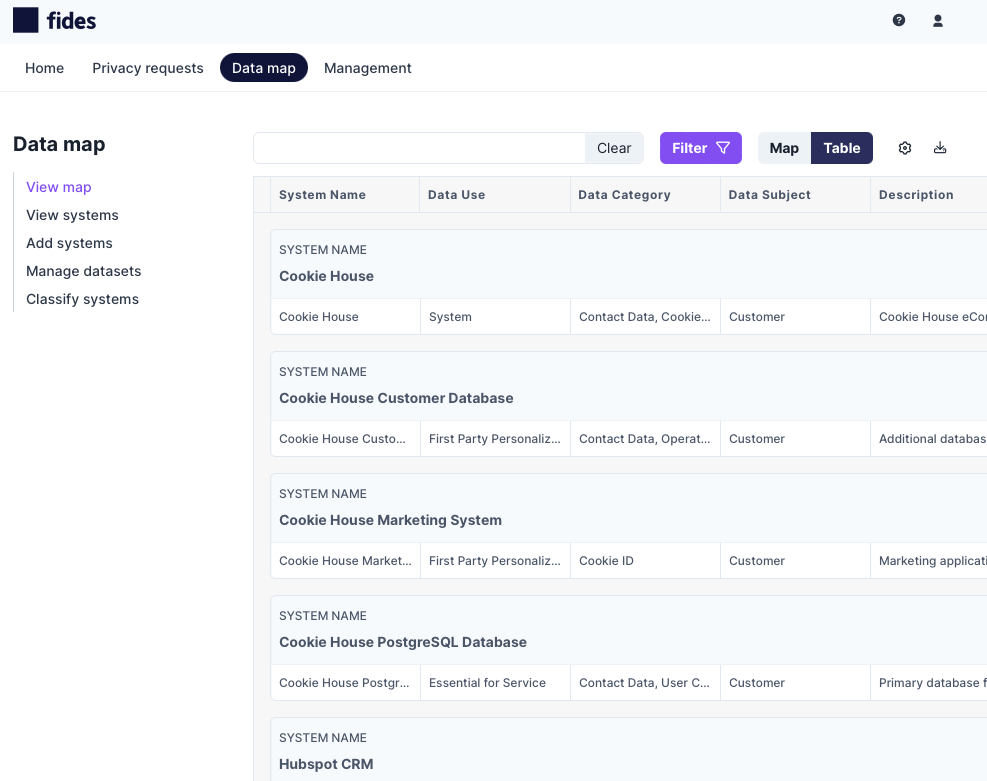 fides
Home Privacy requests Data map Management
Data map
View map
View systems
Add systems
Manage datasets
Classify systems
Clear Filter Map Table
System Name Data Use Data Category Data Subject Description
SYSTEM NAME
Cookie House
Cookie House System Contact Data, Cookie... Customer Cookie House eCo
SYSTEM NAME
Cookie House Customer Database
Cookie House Custo... First Party Personaliz... Contact Data, Operat... Customer Additional databas
SYSTEM NAME
Cookie House Marketing System
Cookie House Market... First Party Personaliz... Cookie ID Customer Marketing applicati
SYSTEM NAME
Cookie House PostgreSQL Database
Cookie House Postgr... Essential for Service Contact Data, User C... Customer Primary database f
SYSTEM NAME
Hubspot CRM